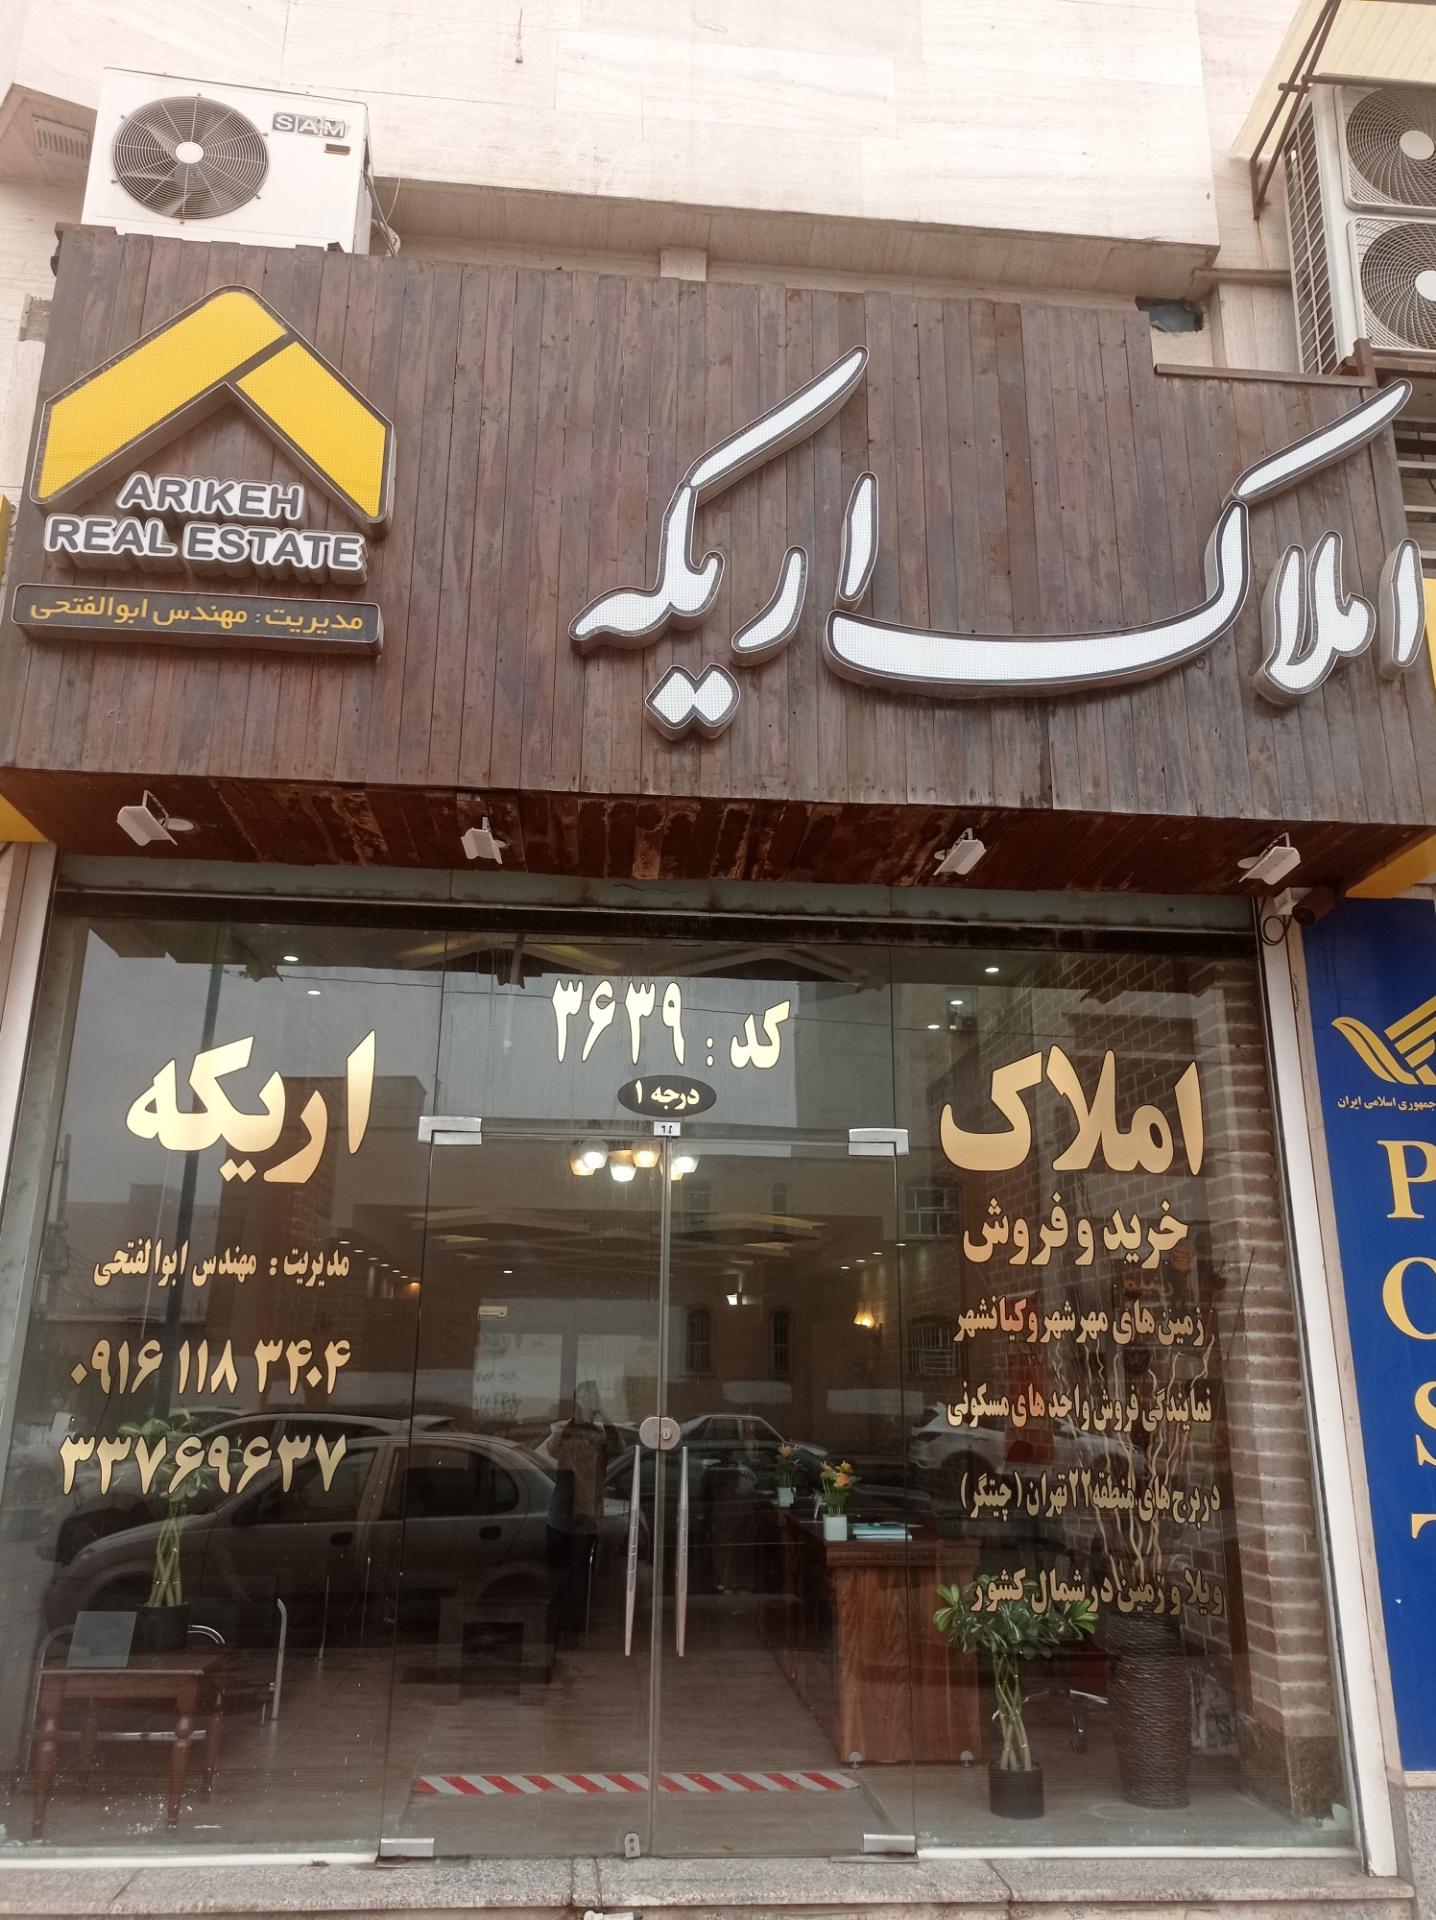 SAM
املاک اریکه
ARIKEH
REAL ESTATE
مدیریت: مهندس ابوالفتحی
کد: ۳۶۳۹
درجه ۱
املاک
خرید و فروش
زمین های مهرشهر و کیانشهر
نمایندگی فروش واحد های مسکونی
در برج های منطقه ۲۲ تهران (چیتگر)
ویلا و زمین در شمال کشور
اریکه
مدیریت: مهندس ابوالفتحی
۰۹۱۶ ۱۱۸ ۳۴۰۴
۳۳۷۶۹۶۳۷
جمهوری اسلامی ایران
P
O
S
T